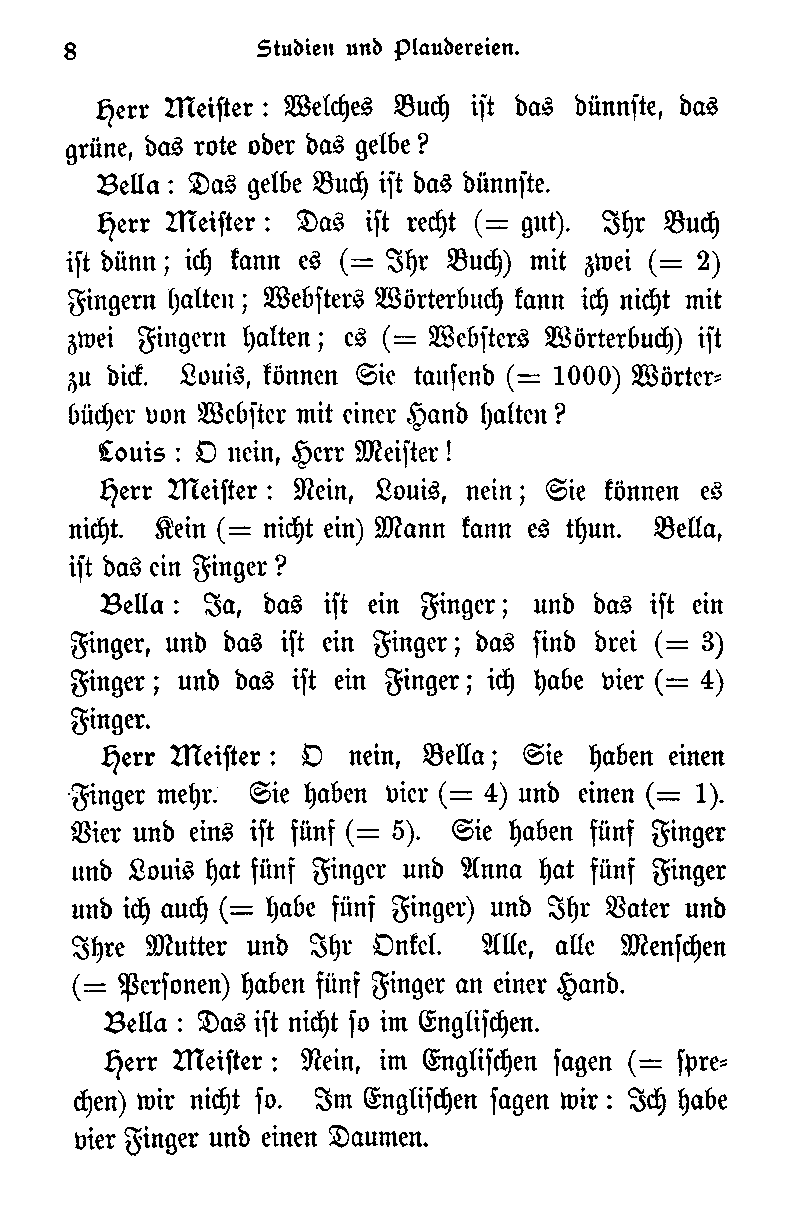 8 Studien und Plaudereien.
Herr Meister: Welches Buch ist das dünnste, das
grüne, das rote oder das gelbe?
Bella: Das gelbe Buch ist das dünnste.
Herr Meister: Das ist recht (= gut). Ihr Buch
ist dünn; ich kann es (= Ihr Buch) mit zwei (= 2)
Fingern halten; Websters Wörterbuch kann ich nicht mit
zwei Fingern halten; es (= Websters Wörterbuch) ist
zu dick. Louis, können Sie tausend (= 1000) Wörter-
bücher von Webster mit einer Hand halten?
Louis: O nein, Herr Meister!
Herr Meister: Nein, Louis, nein; Sie können es
nicht. Kein (= nicht ein) Mann kann es thun. Bella,
ist das ein Finger?
Bella: Ja, das ist ein Finger; und das ist ein
Finger, und das ist ein Finger; das sind drei (= 3)
Finger; und das ist ein Finger; ich habe vier (= 4)
Finger.
Herr Meister: O nein, Bella; Sie haben einen
Finger mehr. Sie haben vier (= 4) und einen (= 1).
Vier und eins ist fünf (= 5). Sie haben fünf Finger
und Louis hat fünf Finger und Anna hat fünf Finger
und ich auch (= habe fünf Finger) und Ihr Vater und
Ihre Mutter und Ihr Onkel. Alle, alle Menschen
(= Personen) haben fünf Finger an einer Hand.
Bella: Das ist nicht so im Englischen.
Herr Meister: Nein, im Englischen sagen (= spre-
chen) wir nicht so. Im Englischen sagen wir: Ich habe
vier Finger und einen Daumen.